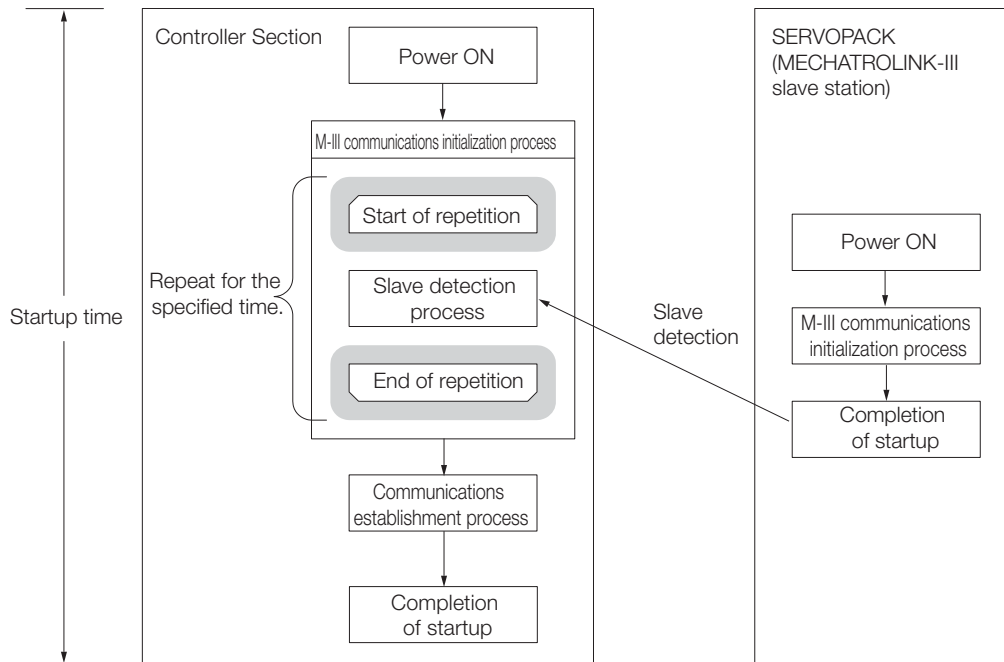 Startup time
Controller Section
Power ON
M-III communications initialization process
Start of repetition
Repeat for the
specified time.
Slave detection
process
End of repetition
Communications
establishment process
Completion
of startup
Slave
detection
SERVOPACK
(MECHATROLINK-III
slave station)
Power ON
M-III communications
initialization process
Completion
of startup